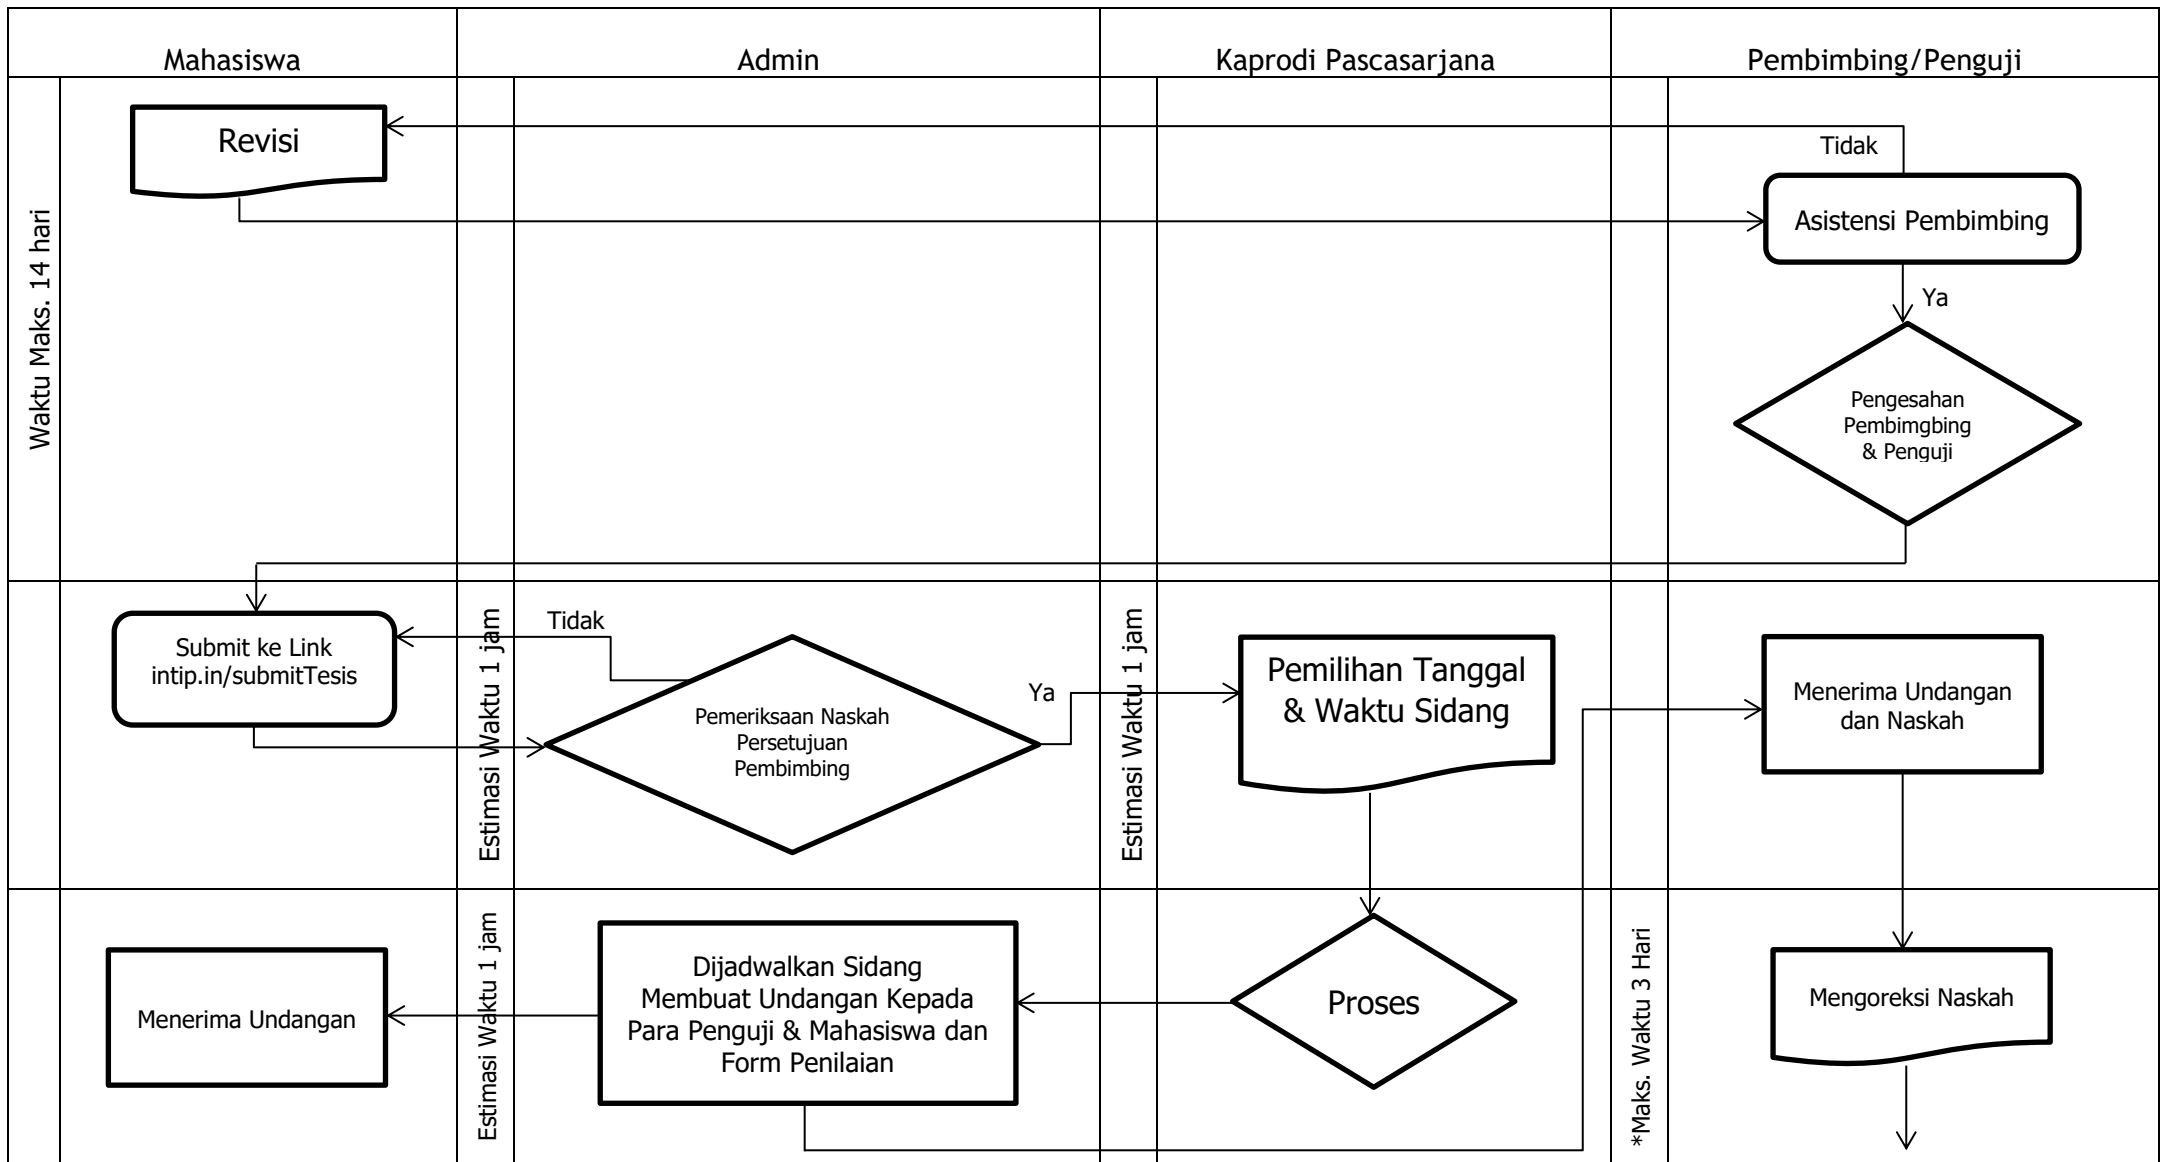 Mahasiswa
Admin
Kaprodi Pascasarjana
Pembimbing/Penguji
Waktu Maks. 14 hari
Revisi
Tidak
Asistensi Pembimbing
Ya
Pengesahan
Pembimgbing
& Penguji
Submit ke Link
intip.in/submitTesis
Estimasi Waktu 1 jam
Tidak
Pemeriksaan Naskah
Persetujuan
Pembimbing
Ya
Estimasi Waktu 1 jam
Pemilihan Tanggal
& Waktu Sidang
Menerima Undangan
dan Naskah
Menerima Undangan
Estimasi Waktu 1 jam
Dijadwalkan Sidang
Membuat Undangan Kepada
Para Penguji & Mahasiswa dan
Form Penilaian
Proses
*Maks. Waktu 3 Hari
Mengoreksi Naskah